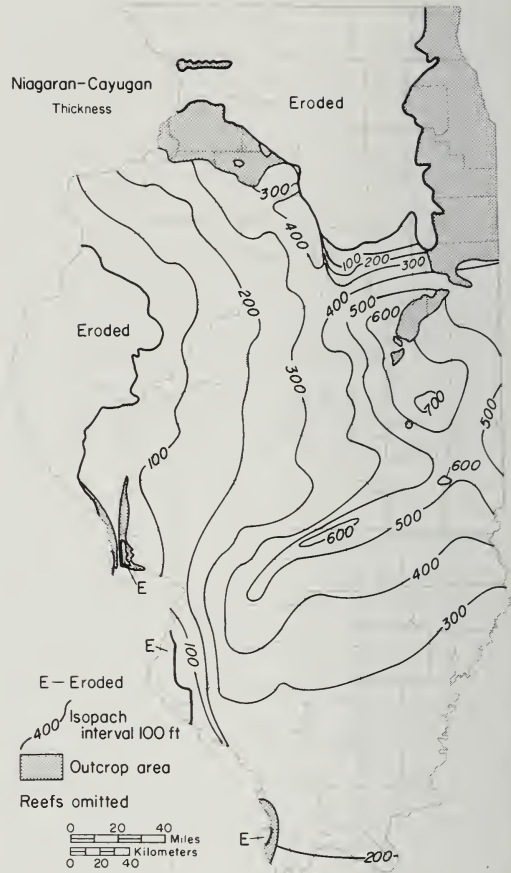 Niagaran-Cayugan
Thickness
Eroded
300
400
100
200
300
400
500
600
200
Eroded
300
700
500
100
600
600
500
400
300
E
E
100
E — Eroded
400
Isopach
interval 100 ft
Outcrop area
Reefs omitted
0 20 40
Miles
Kilometers
0 20 40
E
200